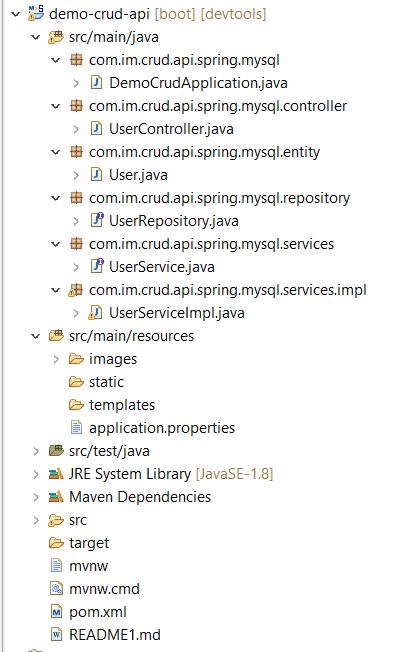 demo-crud-api [boot] [devtools]
src/main/java
com.im.crud.api.spring.mysql
DemoCrudApplication.java
com.im.crud.api.spring.mysql.controller
UserController.java
com.im.crud.api.spring.mysql.entity
User.java
com.im.crud.api.spring.mysql.repository
UserRepository.java
com.im.crud.api.spring.mysql.services
UserService.java
com.im.crud.api.spring.mysql.services.impl
UserServiceImpl.java
src/main/resources
images
static
templates
application.properties
src/test/java
JRE System Library [JavaSE-1.8]
Maven Dependencies
src
target
mvnw
mvnw.cmd
pom.xml
README1.md